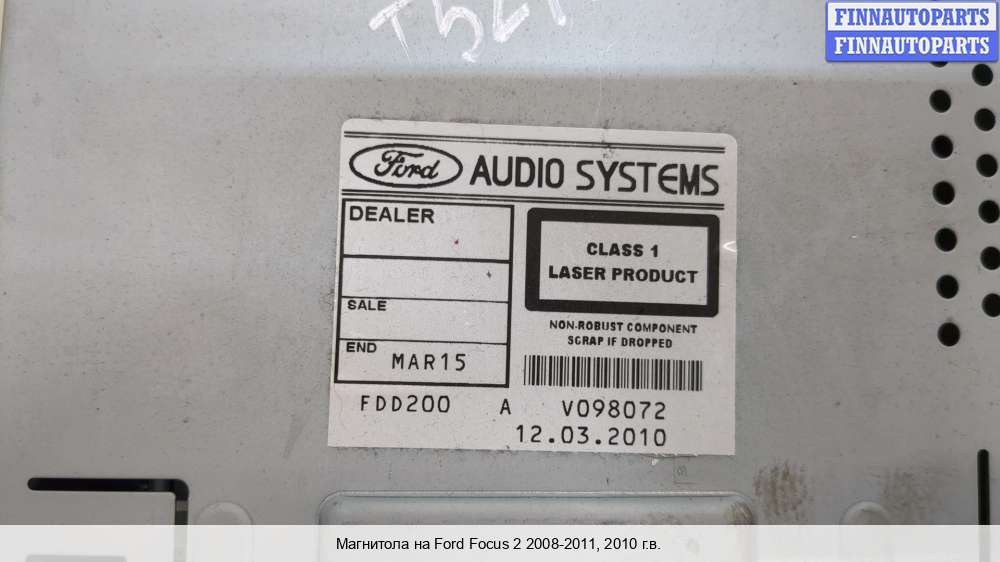 FINNAUTOPARTS
FINNAUTOPARTS
Ford AUDIO SYSTEMS
DEALER
CLASS 1
LASER PRODUCT
SALE
NON-ROBUST COMPONENT
SCRAP IF DROPPED
END MAR15
FDD200 A V098072
12.03.2010
Магнитола на Ford Focus 2 2008-2011, 2010 г.в.